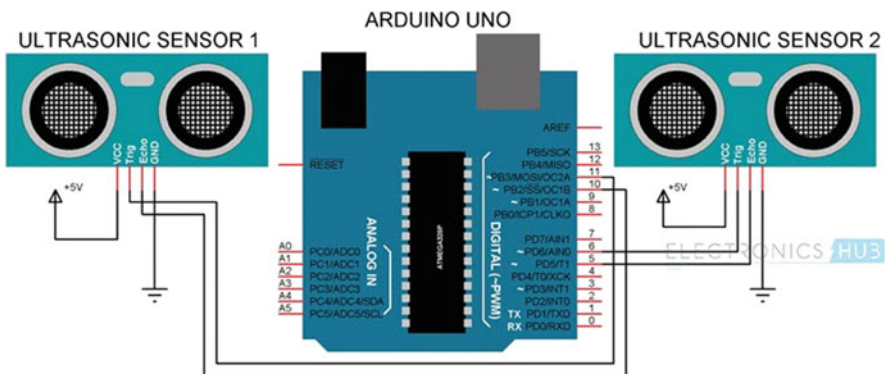 ARDUINO UNO
ULTRASONIC SENSOR 1
ULTRASONIC SENSOR 2
VCC
Trig
Echo
GND
+5V
RESET
A0 PC0/ADC0
A1 PC1/ADC1
A2 PC2/ADC2
A3 PC3/ADC3
A4 PC4/ADC4/SDA
A5 PC5/ADC5/SCL
ANALOG IN
ATMEGA328P
DIGITAL (~PWM)
AREF
PB5/SCK 13
PB4/MISO 12
~PB3/MOSI/OC2A 11
~ PB2/SS/OC1B 10
~ PB1/OC1A 9
PB0/ICP1/CLKO 8
PD7/AIN1 7
~ PD6/AIN0 6
~ PD5/T1 5
PD4/T0/XCK 4
~ PD3/INT1 3
PD2/INT0 2
TX PD1/TXD 1
RX PD0/RXD 0
VCC
Trig
Echo
GND
+5V
ELECTRONICS HUB